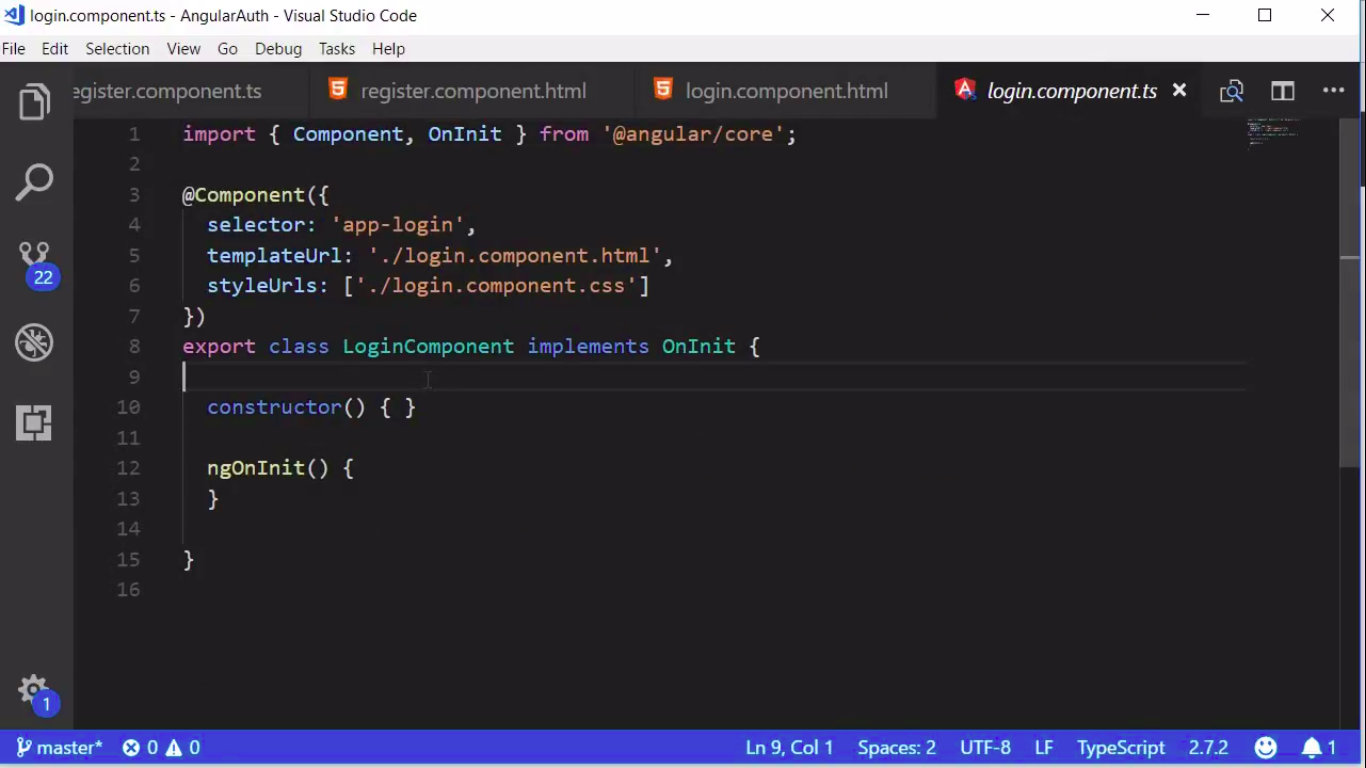 login.component.ts - AngularAuth - Visual Studio Code
File Edit Selection View Go Debug Tasks Help
egister.component.ts register.component.html login.component.html login.component.ts
1 import { Component, OnInit } from '@angular/core';
2
3 @Component({
4 selector: 'app-login',
5 templateUrl: './login.component.html',
6 styleUrls: ['./login.component.css']
7 })
8 export class LoginComponent implements OnInit {
9
10 constructor() { }
11
12 ngOnInit() {
13 }
14
15 }
16
22
1
master* 0 0 Ln 9, Col 1 Spaces: 2 UTF-8 LF TypeScript 2.7.2 1